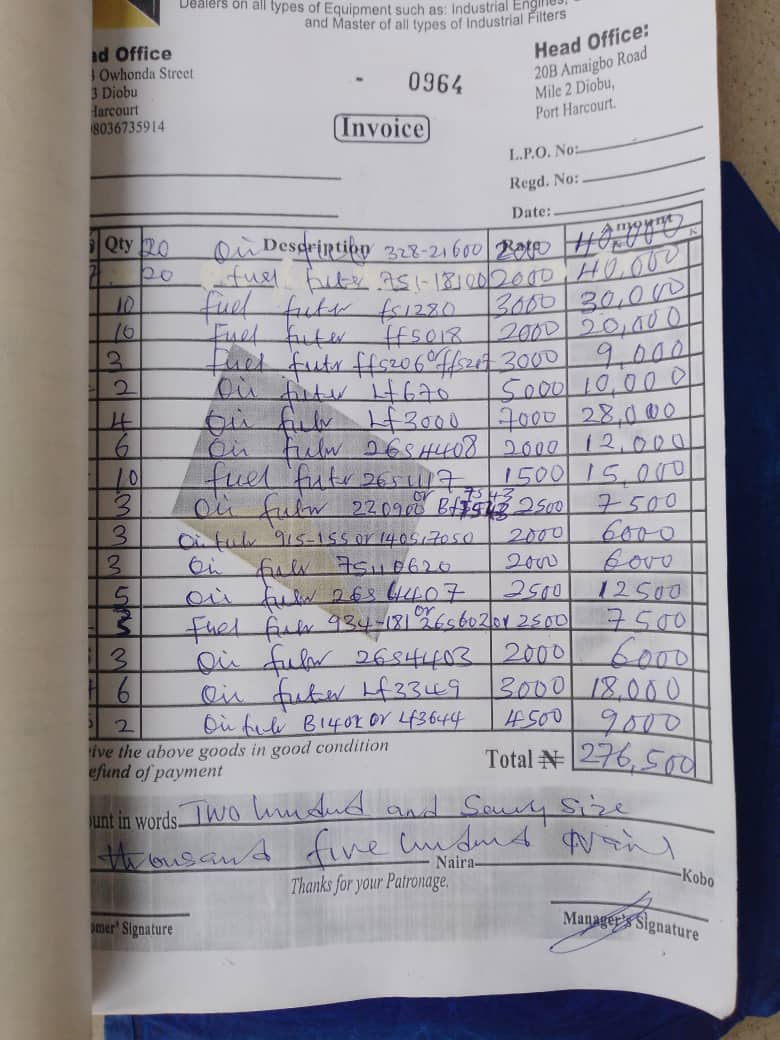 Dealers on all types of Equipment such as: Industrial Engines,
and Master of all types of Industrial Filters
ad Office
Owhonda Street
3 Diobu
Harcourt
8036735914
- 0964
Invoice
Head Office:
20B Amaigbo Road
Mile 2 Diobu,
Port Harcourt.
L.P.O. No:
Regd. No:
Date:
Qty Description Rate Amount
20 Oil filter 328-21600 2000 40,000
20 fuel filter 751-18100 2000 40,000
10 fuel filter fs1280 3000 30,000
10 fuel filter ff5018 2000 20,000
3 fuel filter ff5206 or ff5207 3000 9,000
2 Oil filter Lf670 5000 10,000
4 Oil filter Lf3000 7000 28,000
6 Oil filter 2654408 2000 12,000
10 fuel filter 2651117 1500 15,000
3 Oil filter 220900 or 7543 2500 7500
3 Oil filter 915-155 or 140517050 2000 6000
3 Oil filter 75110620 2000 6000
5 Oil filter 2654407 2500 12500
3 fuel filter 934-181 or 265602 or 2500 7500
3 Oil filter 2654403 2000 6000
6 Oil filter Lf3349 3000 18,000
2 Oil filter B1402 or Lf3644 4500 9000
ive the above goods in good condition
efund of payment
Total ₦ 276,500
ount in words Two hundred and Seventy Size
thousand five hundred Naira
Naira Kobo
Thanks for your Patronage.
omer' Signature
Manager's Signature